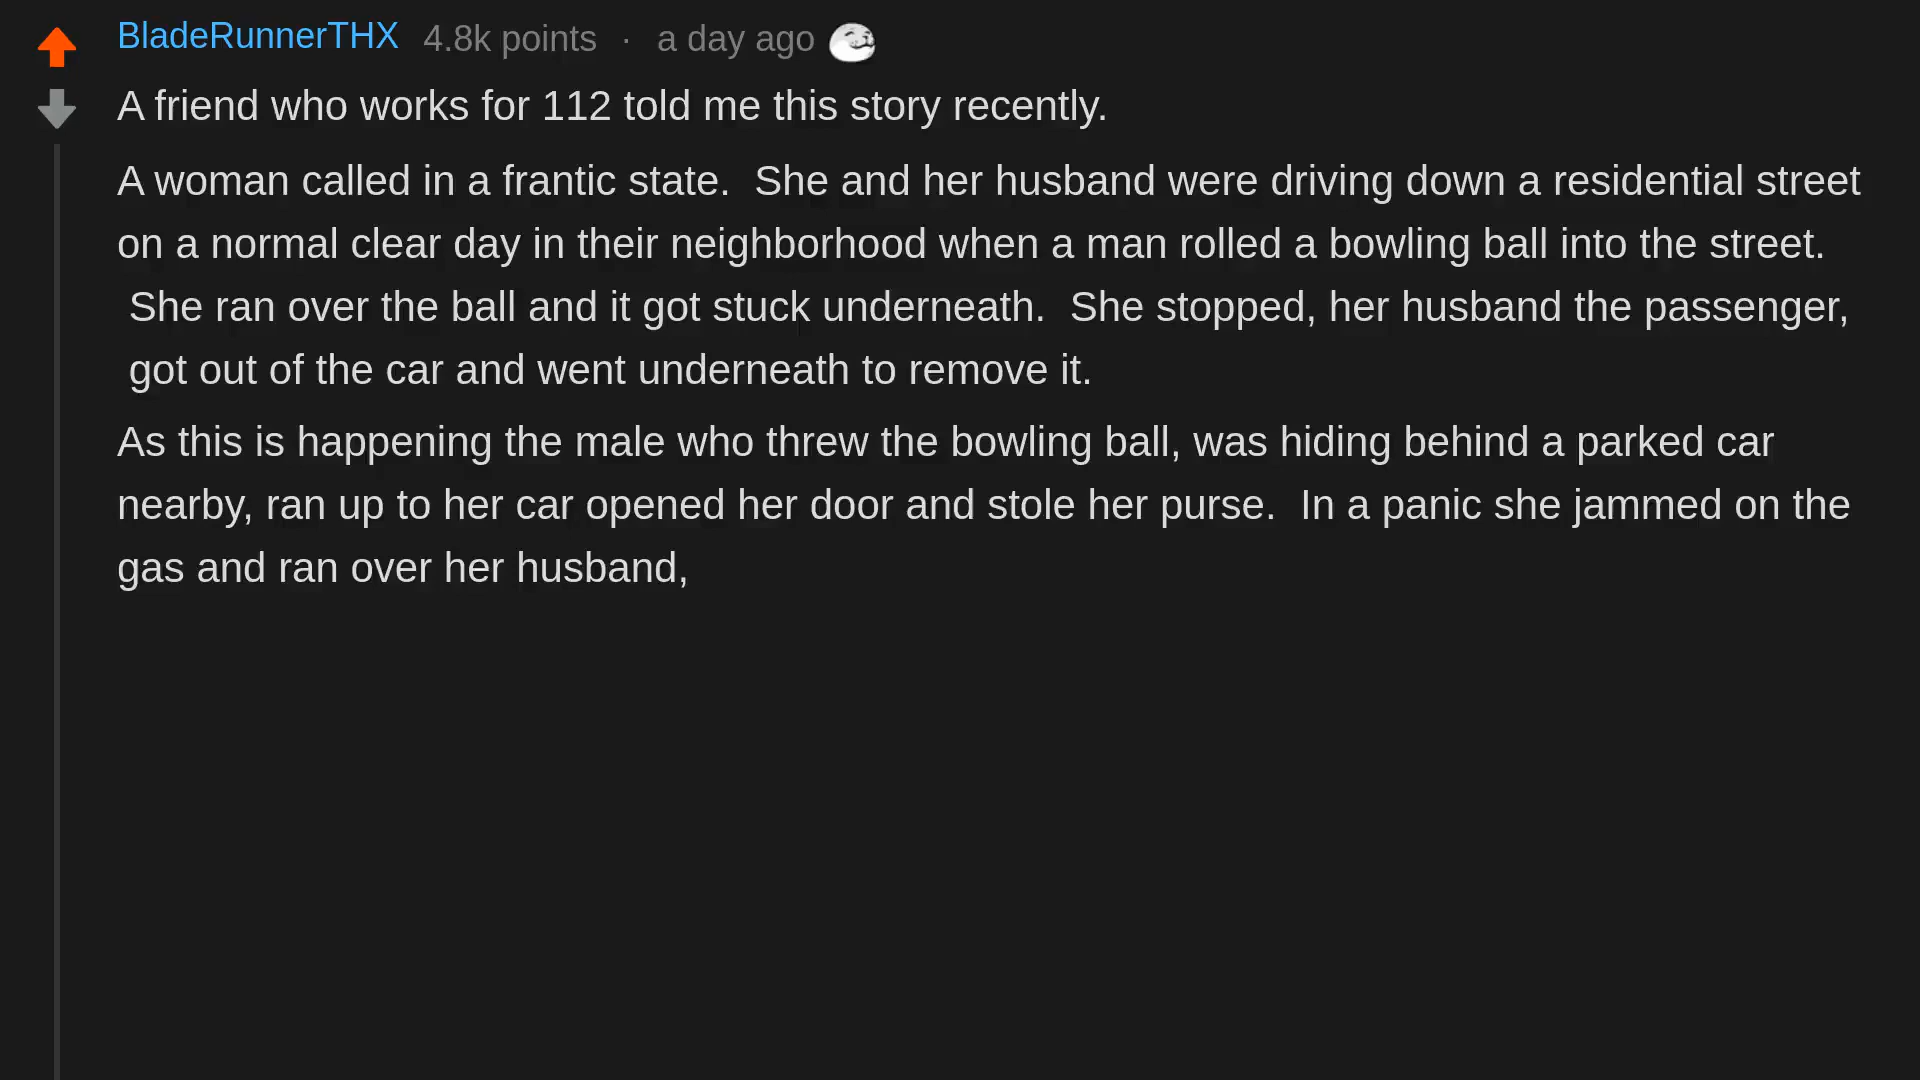 BladeRunnerTHX 4.8k points · a day ago
A friend who works for 112 told me this story recently.
A woman called in a frantic state. She and her husband were driving down a residential street
on a normal clear day in their neighborhood when a man rolled a bowling ball into the street.
She ran over the ball and it got stuck underneath. She stopped, her husband the passenger,
got out of the car and went underneath to remove it.
As this is happening the male who threw the bowling ball, was hiding behind a parked car
nearby, ran up to her car opened her door and stole her purse. In a panic she jammed on the
gas and ran over her husband,